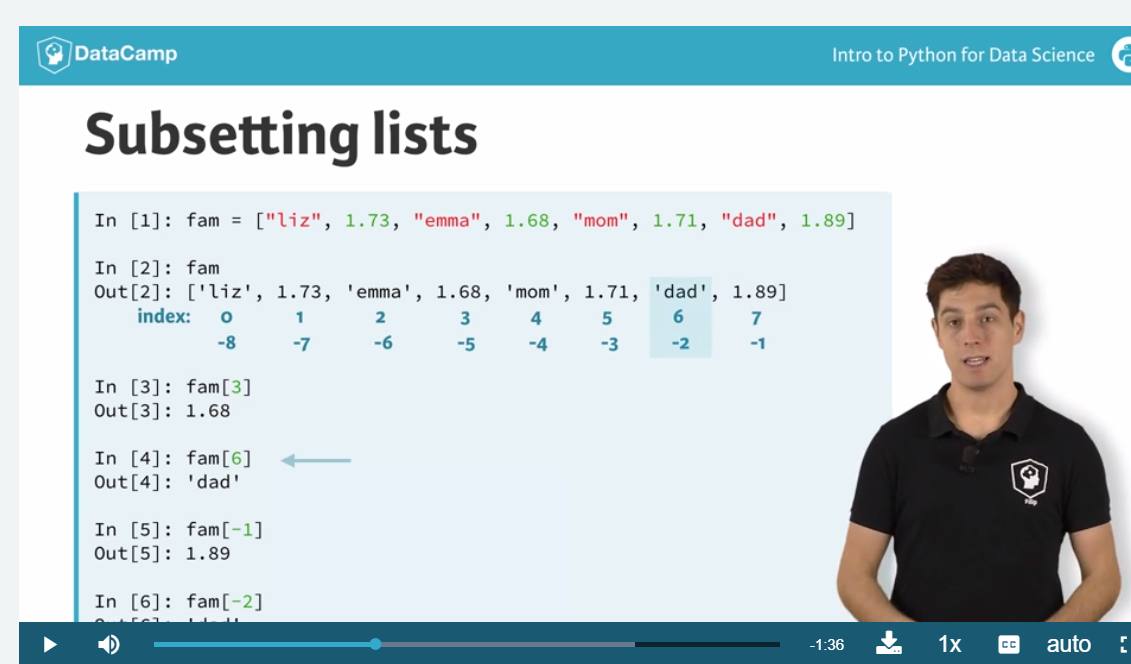 DataCamp
Intro to Python for Data Science
Subsetting lists
In [1]: fam = ["liz", 1.73, "emma", 1.68, "mom", 1.71, "dad", 1.89]
In [2]: fam
Out[2]: ['liz', 1.73, 'emma', 1.68, 'mom', 1.71, 'dad', 1.89]
index: 0 1 2 3 4 5 6 7
-8 -7 -6 -5 -4 -3 -2 -1
In [3]: fam[3]
Out[3]: 1.68
In [4]: fam[6]
Out[4]: 'dad'
In [5]: fam[-1]
Out[5]: 1.89
In [6]: fam[-2]
Filip
-1:36
1x
CC
auto